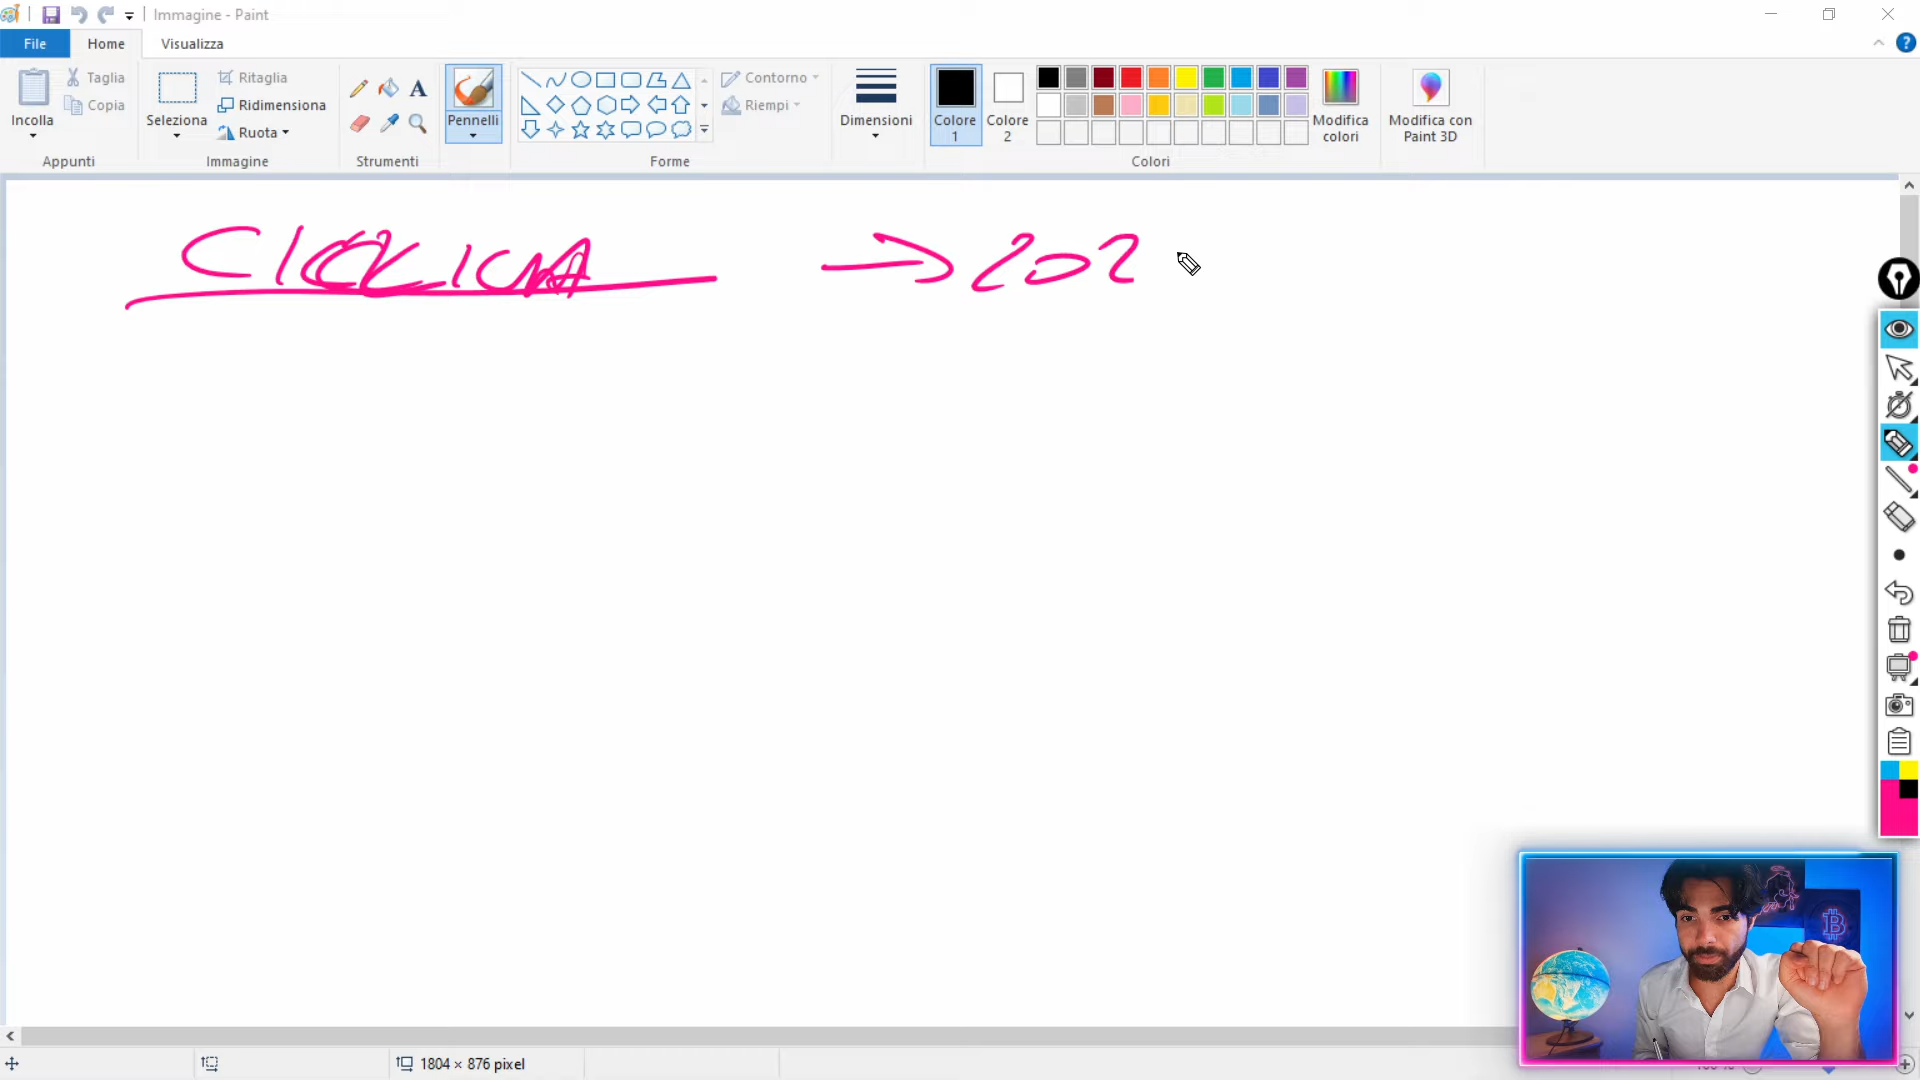 Immagine - Paint
File Home Visualizza
Incolla
Taglia
Copia
Appunti
Seleziona
Ritaglia
Ridimensiona
Ruota
Immagine
Strumenti
Pennelli
Forme
Contorno
Riempi
Dimensioni
Colore 1
Colore 2
Colori
Modifica colori
Modifica con Paint 3D
202
1804 × 876 pixel